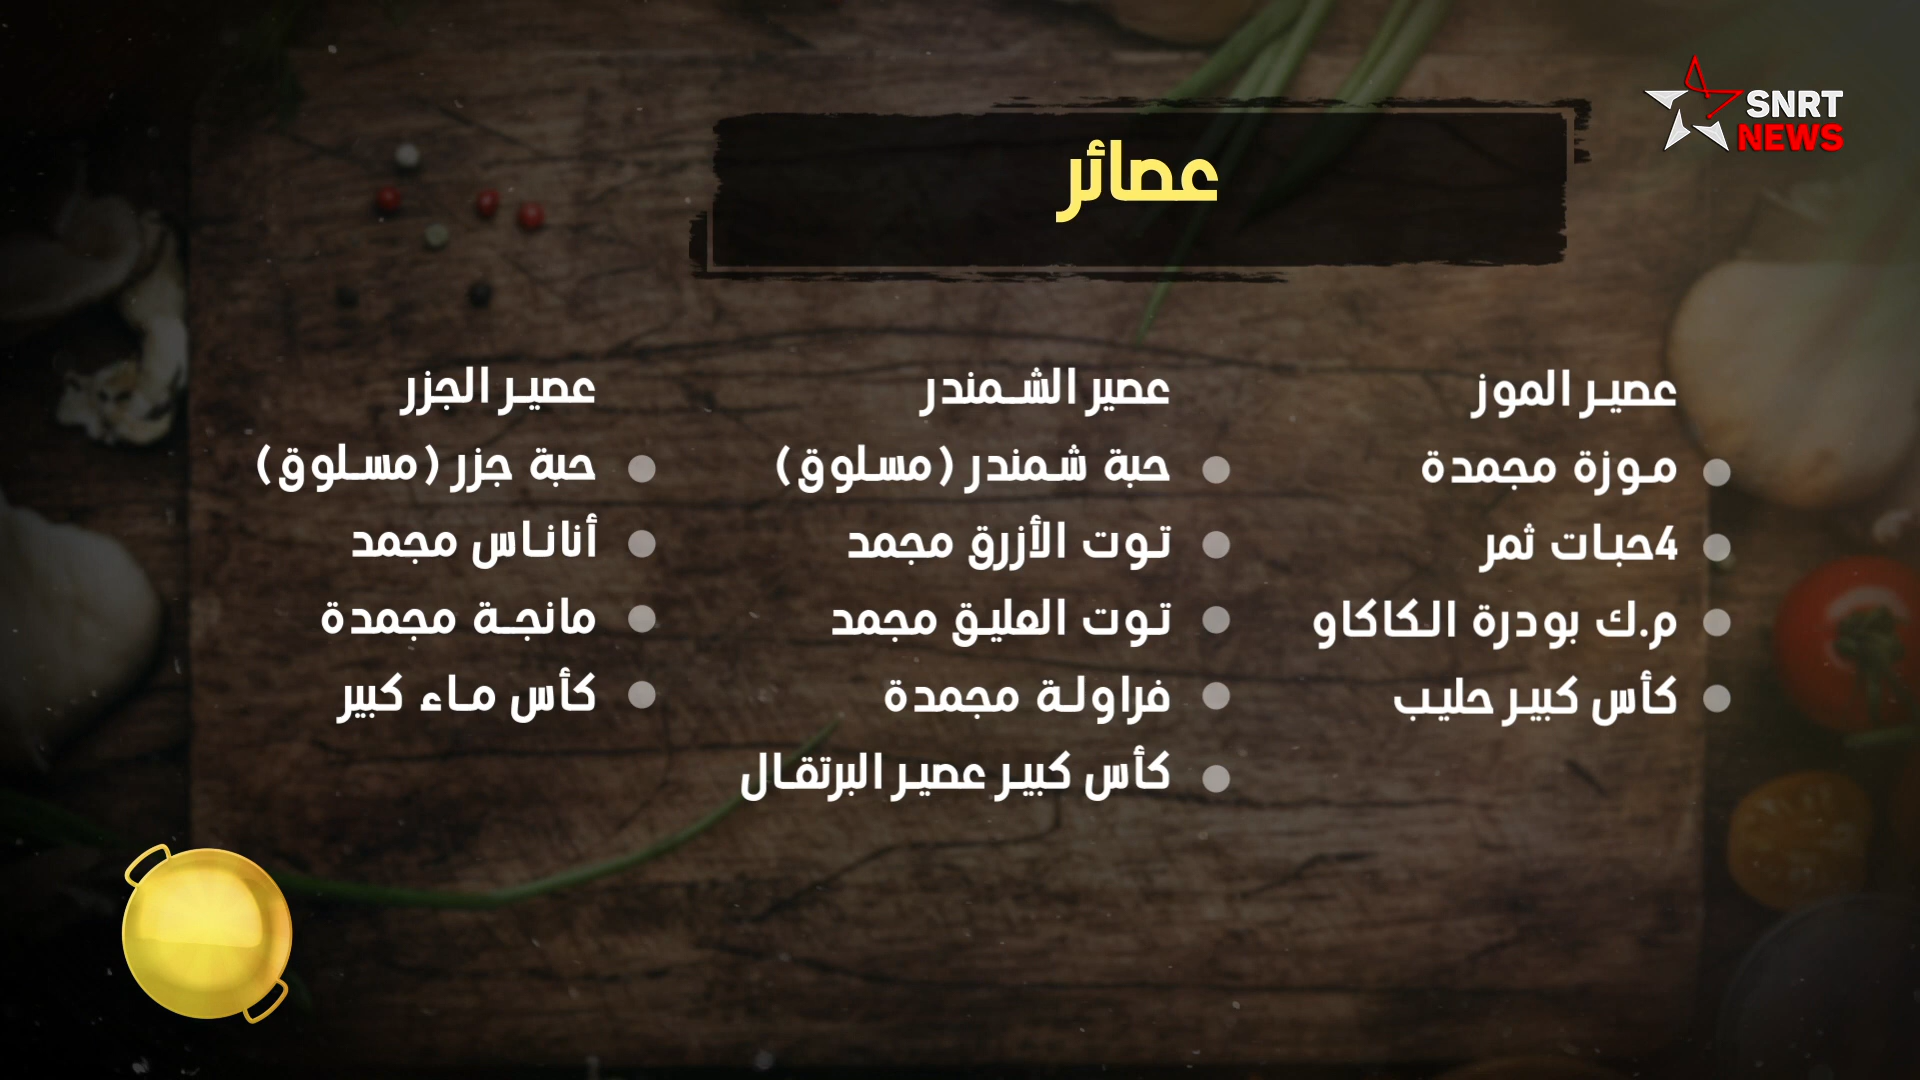 SNRT
NEWS
عصائر
عصير الموز
موزة مجمدة
4حبات ثمر
م.ك بودرة الكاكاو
كأس كبير حليب
عصير الشمندر
حبة شمندر (مسلوق)
توت الأزرق مجمد
توت العليق مجمد
فراولة مجمدة
كأس كبير عصير البرتقال
عصير الجزر
حبة جزر (مسلوق)
أناناس مجمد
مانجة مجمدة
كأس ماء كبير